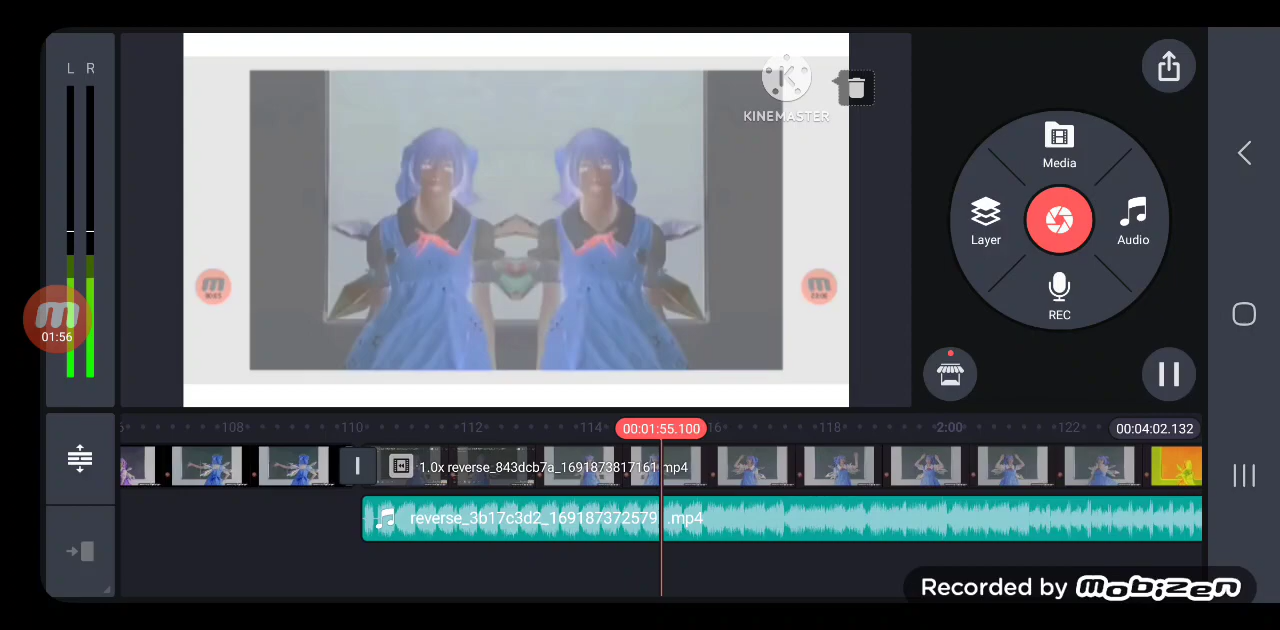 L R
KINEMASTER
Media
Layer
Audio
REC
01:56
108
110
112
114
00:01:55.100
16
118
2:00
122
00:04:02.132
1.0x reverse_843dcb7a_1691873817161 mp4
reverse_3b17c3d2_169187372579 .mp4
Recorded by mobizen